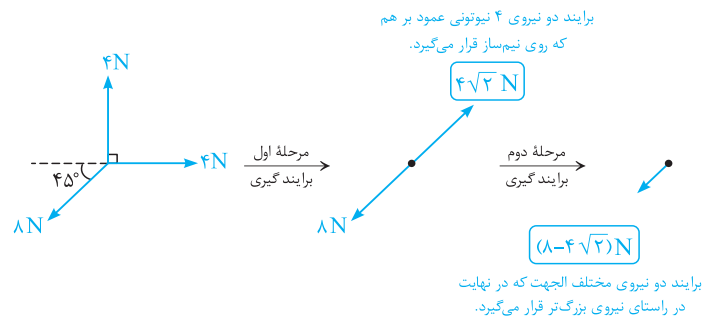 برایند دو نیروی ۴ نیوتونی عمود بر هم
که روی نیم‌ساز قرار می‌گیرد.
۴√۲ N
۴N
۴N
۴۵°
۸N
مرحلهٔ اول
برایند گیری
۸N
مرحلهٔ دوم
برایند گیری
(۸−۴√۲)N
برایند دو نیروی مختلف الجهت که در نهایت
در راستای نیروی بزرگ‌تر قرار می‌گیرد.